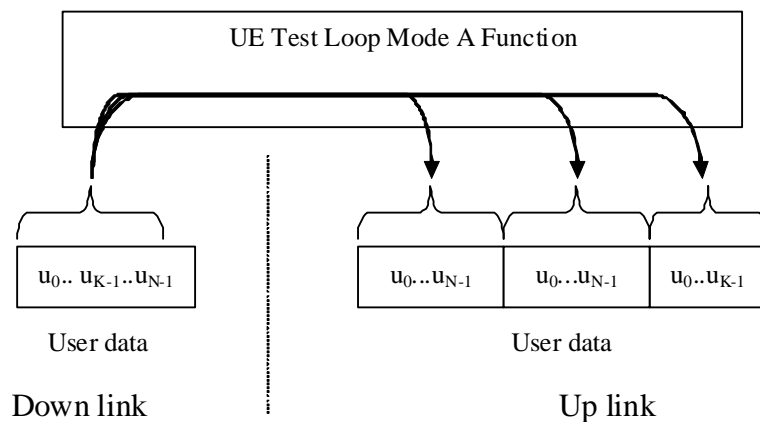 UE Test Loop Mode A Function
u0.. uK-1..uN-1
u0...uN-1
u0...uN-1
u0..uK-1
User data
User data
Down link
Up link